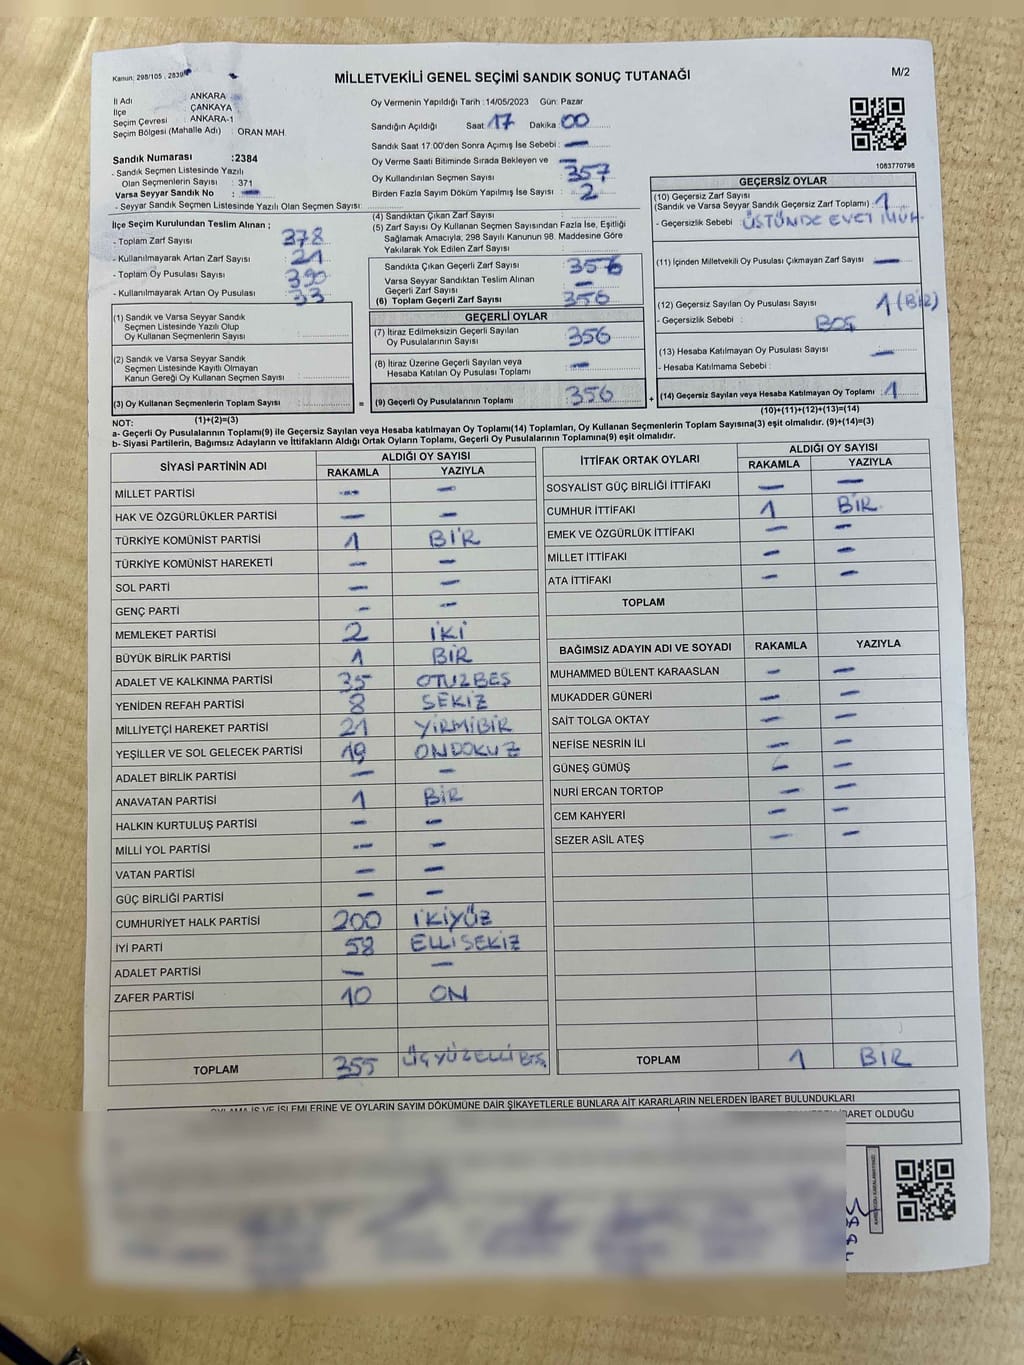 Kanun: 298/105 . 2839
MİLLETVEKİLİ GENEL SEÇİMİ SANDIK SONUÇ TUTANAĞI
M/2
İl Adı : ANKARA
İlçe : ÇANKAYA
Seçim Çevresi : ANKARA-1
Seçim Bölgesi (Mahalle Adı) : ORAN MAH.
Sandık Numarası :2384
- Sandık Seçmen Listesinde Yazılı
Olan Seçmenlerin Sayısı : 371
Varsa Seyyar Sandık No : —
- Seyyar Sandık Seçmen Listesinde Yazılı Olan Seçmen Sayısı:
Oy Vermenin Yapıldığı Tarih :14/05/2023 Gün: Pazar
Sandığın Açıldığı Saat 17 Dakika 00
Sandık Saat 17.00'den Sonra Açımış İse Sebebi : —
Oy Verme Saati Bitiminde Sırada Bekleyen ve —
Oy Kullandırılan Seçmen Sayısı 357
Birden Fazla Sayım Döküm Yapılmış İse Sayısı : 2
1083770798
İlçe Seçim Kurulundan Teslim Alınan ;
- Toplam Zarf Sayısı 378
- Kullanılmayarak Artan Zarf Sayısı : 21
- Toplam Oy Pusulası Sayısı 390
- Kullanılmayarak Artan Oy Pusulası : 33
(1) Sandık ve Varsa Seyyar Sandık
Seçmen Listesinde Yazılı Olup
Oy Kullanan Seçmenlerin Sayısı :
(2) Sandık ve Varsa Seyyar Sandık
Seçmen Listesinde Kayıtlı Olmayan
Kanun Gereği Oy Kullanan Seçmen Sayısı :
(3) Oy Kullanan Seçmenlerin Toplam Sayısı :
(1)+(2)=(3)
(4) Sandıktan Çıkan Zarf Sayısı :
(5) Zarf Sayısı Oy Kullanan Seçmen Sayısından Fazla İse, Eşitliği
Sağlamak Amacıyla; 298 Sayılı Kanunun 98. Maddesine Göre
Yakılarak Yok Edilen Zarf Sayısı :
Sandıkta Çıkan Geçerli Zarf Sayısı : 356
Varsa Seyyar Sandıktan Teslim Alınan
Geçerli Zarf Sayısı : —
(6) Toplam Geçerli Zarf Sayısı : 356
GEÇERLİ OYLAR
(7) İtiraz Edilmeksizin Geçerli Sayılan
Oy Pusulalarının Sayısı : 356
(8) İtiraz Üzerine Geçerli Sayılan veya
Hesaba Katılan Oy Pusulası Toplamı : —
= (9) Geçerli Oy Pusulalarının Toplamı : 356
GEÇERSİZ OYLAR
(10) Geçersiz Zarf Sayısı
(Sandık ve Varsa Seyyar Sandık Geçersiz Zarf Toplamı) : 1
- Geçersizlik Sebebi : ÜSTÜNDE EVET MÜH.
(11) İçinden Milletvekili Oy Pusulası Çıkmayan Zarf Sayısı : —
(12) Geçersiz Sayılan Oy Pusulası Sayısı : 1 (BİR)
- Geçersizlik Sebebi : BOŞ
(13) Hesaba Katılmayan Oy Pusulası Sayısı : —
- Hesaba Katılmama Sebebi :
+ (14) Geçersiz Sayılan veya Hesaba Katılmayan Oy Toplamı : 1
(10)+(11)+(12)+(13)=(14)
NOT:
a- Geçerli Oy Pusulalarının Toplamı(9) ile Geçersiz Sayılan veya Hesaba Katılmayan Oy Toplamı(14) Toplamları, Oy Kullanan Seçmenlerin Toplam Sayısına(3) eşit olmalıdır. (9)+(14)=(3)
b- Siyasi Partilerin, Bağımsız Adayların ve İttifakların Aldığı Ortak Oyların Toplamı, Geçerli Oy Pusulalarının Toplamına(9) eşit olmalıdır.
SİYASİ PARTİNİN ADI ALDIĞI OY SAYISI
RAKAMLA YAZIYLA
MİLLET PARTİSİ — —
HAK VE ÖZGÜRLÜKLER PARTİSİ — —
TÜRKİYE KOMÜNİST PARTİSİ 1 BİR
TÜRKİYE KOMÜNİST HAREKETİ — —
SOL PARTİ — —
GENÇ PARTİ — —
MEMLEKET PARTİSİ 2 İKİ
BÜYÜK BİRLİK PARTİSİ 1 BİR
ADALET VE KALKINMA PARTİSİ 35 OTUZBEŞ
YENİDEN REFAH PARTİSİ 8 SEKİZ
MİLLİYETÇİ HAREKET PARTİSİ 21 YİRMİBİR
YEŞİLLER VE SOL GELECEK PARTİSİ 19 ONDOKUZ
ADALET BİRLİK PARTİSİ — —
ANAVATAN PARTİSİ 1 BİR
HALKIN KURTULUŞ PARTİSİ — —
MİLLİ YOL PARTİSİ — —
VATAN PARTİSİ — —
GÜÇ BİRLİĞİ PARTİSİ — —
CUMHURİYET HALK PARTİSİ 200 İKİYÜZ
İYİ PARTİ 58 ELLİSEKİZ
ADALET PARTİSİ — —
ZAFER PARTİSİ 10 ON
TOPLAM 355 ÜÇYÜZELLİBEŞ
İTTİFAK ORTAK OYLARI ALDIĞI OY SAYISI
RAKAMLA YAZIYLA
SOSYALİST GÜÇ BİRLİĞİ İTTİFAKI — —
CUMHUR İTTİFAKI 1 BİR
EMEK VE ÖZGÜRLÜK İTTİFAKI — —
MİLLET İTTİFAKI — —
ATA İTTİFAKI — —
TOPLAM
BAĞIMSIZ ADAYIN ADI VE SOYADI RAKAMLA YAZIYLA
MUHAMMED BÜLENT KARAASLAN — —
MUKADDER GÜNERİ — —
SAİT TOLGA OKTAY — —
NEFİSE NESRİN İLİ — —
GÜNEŞ GÜMÜŞ — —
NURİ ERCAN TORTOP — —
CEM KAHYERİ — —
SEZER ASİL ATEŞ — —
TOPLAM 1 BİR
OYLAMA İŞ VE İŞLEMLERİNE VE OYLARIN SAYIM DÖKÜMÜNE DAİR ŞİKAYETLERLE BUNLARA AİT KARARLARIN NELERDEN İBARET BULUNDUKLARI
İBARET OLDUĞU